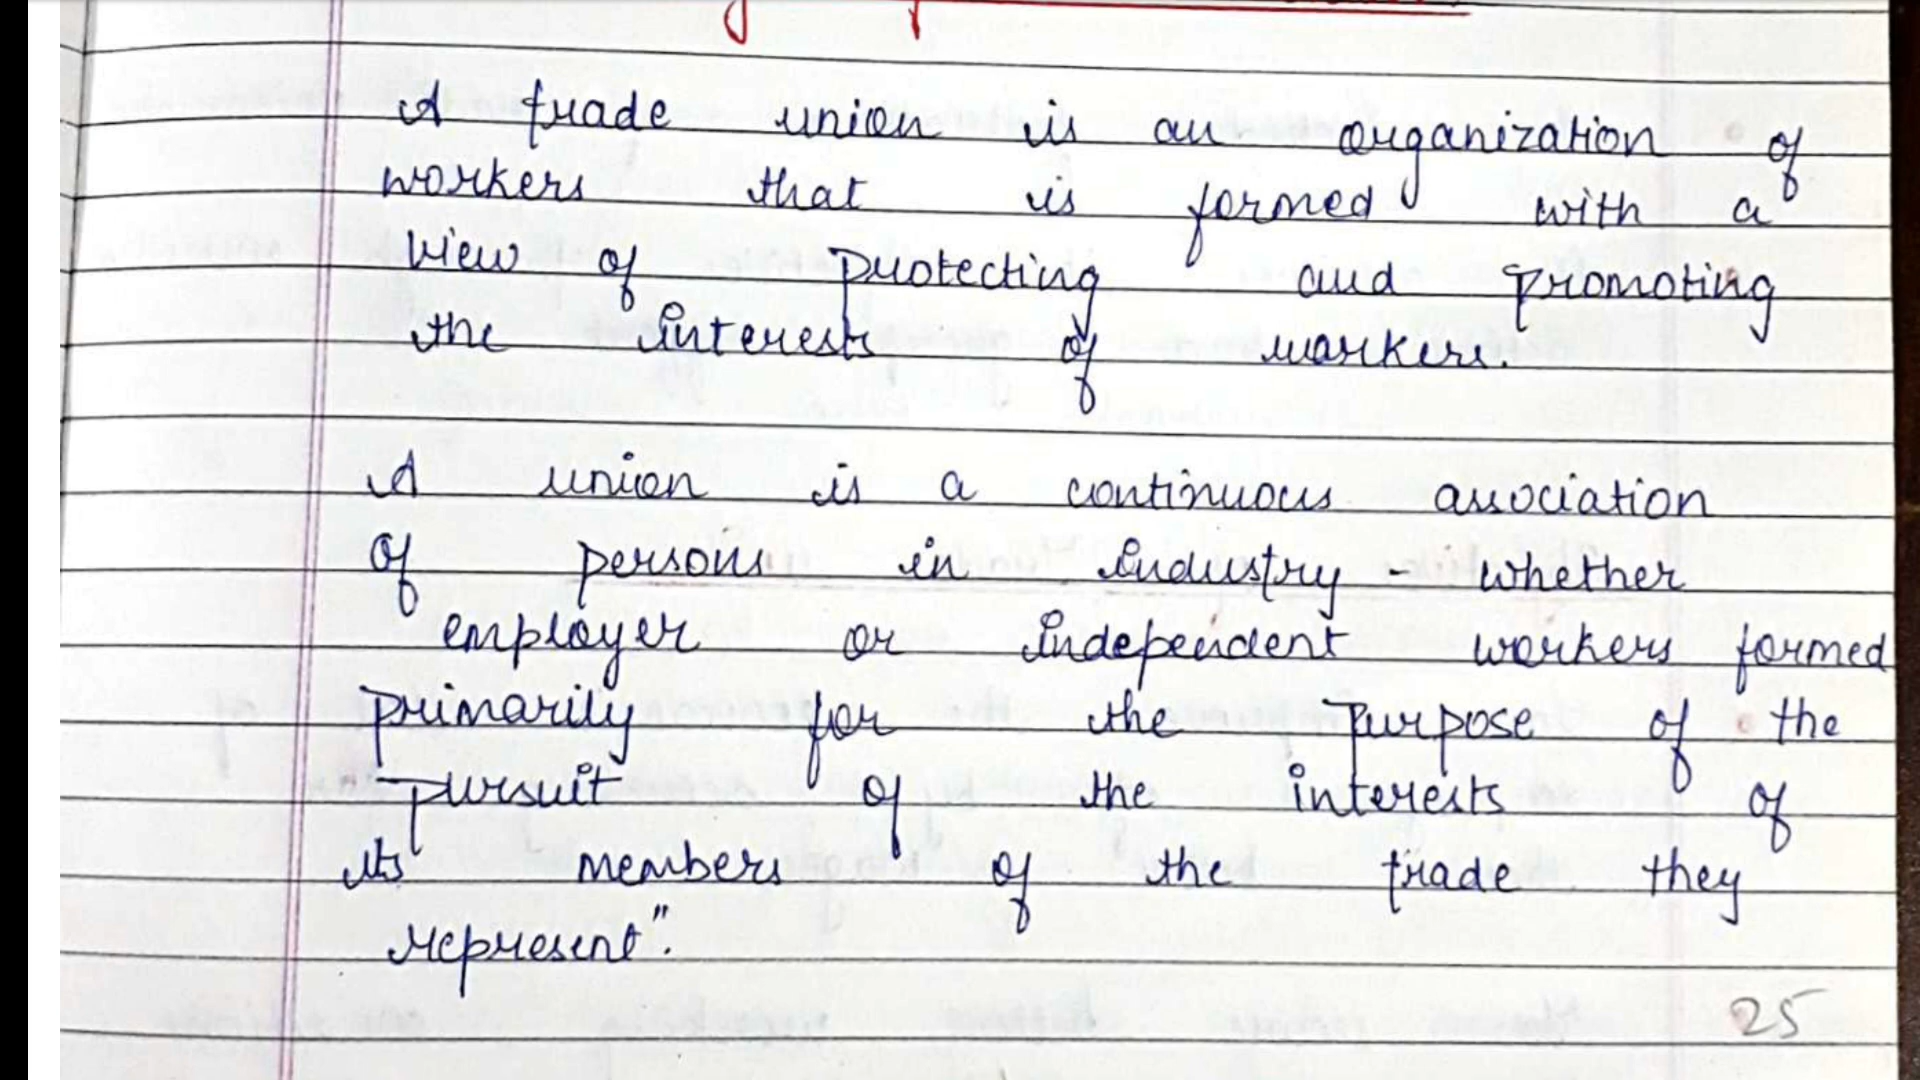 A trade union is an organization of
workers that is formed with a
view of protecting and promoting
the interests of workers.
A union is a continuous association
of persons in industry - whether
employer or independent workers formed
primarily for the purpose of the
pursuit of the interests of
its members of the trade they
represent".
25